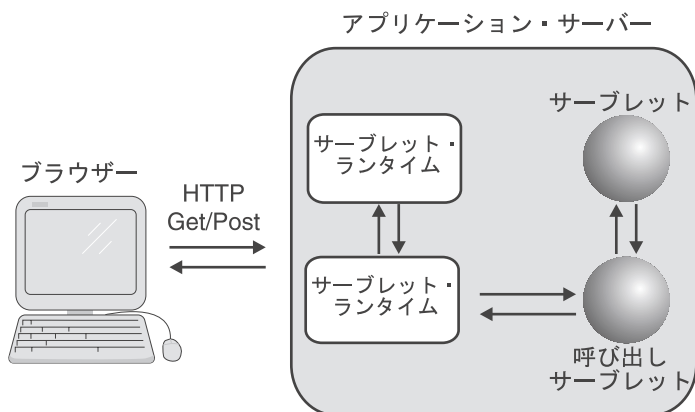 アプリケーション・サーバー
サーブレット
サーブレット・
ランタイム
ブラウザー
HTTP
Get/Post
サーブレット・
ランタイム
呼び出し
サーブレット